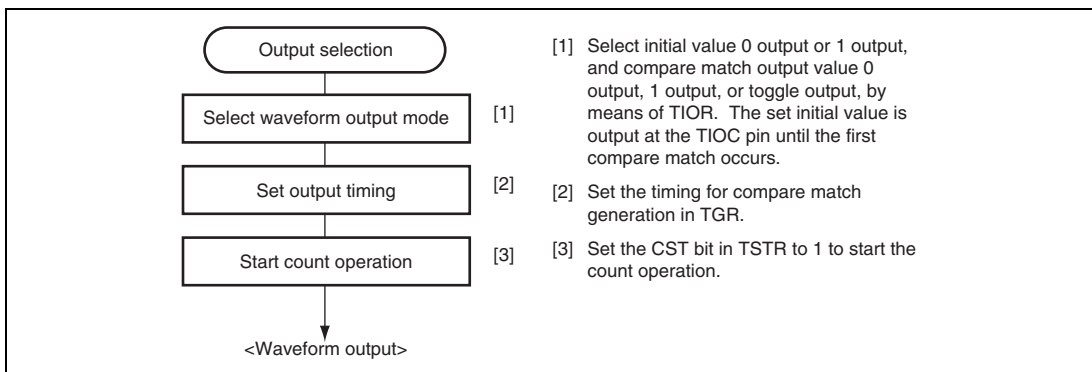 Output selection
Select waveform output mode
[1]
Set output timing
[2]
Start count operation
[3]
<Waveform output>
[1] Select initial value 0 output or 1 output,
and compare match output value 0
output, 1 output, or toggle output, by
means of TIOR. The set initial value is
output at the TIOC pin until the first
compare match occurs.
[2] Set the timing for compare match
generation in TGR.
[3] Set the CST bit in TSTR to 1 to start the
count operation.